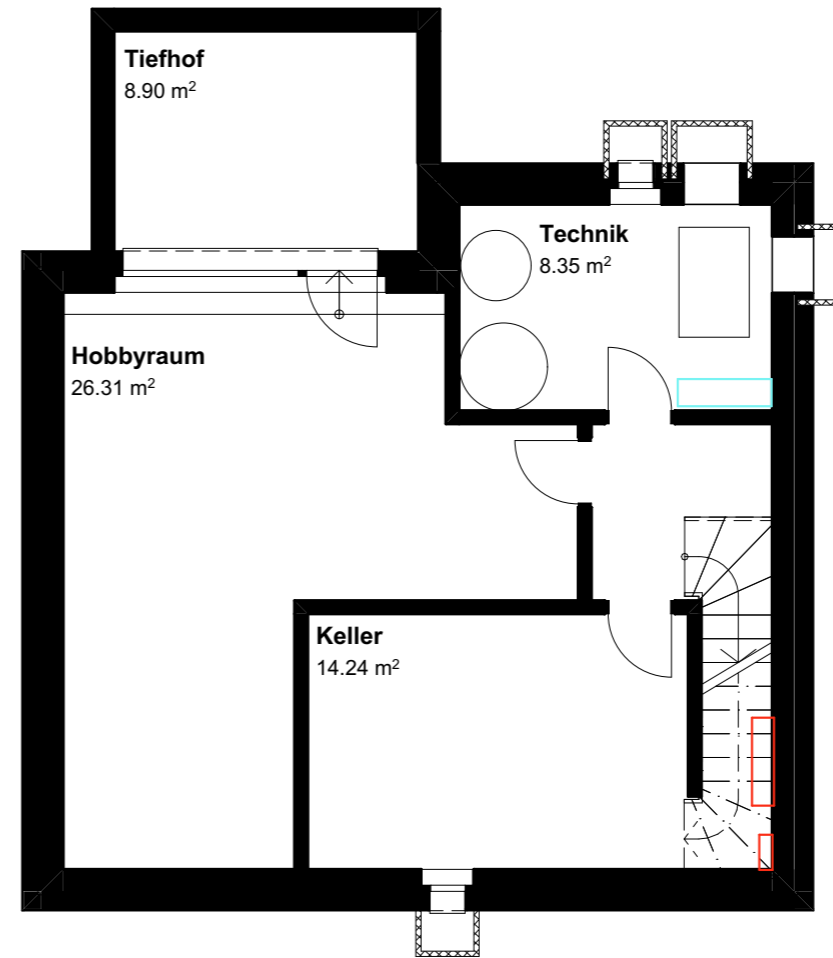 Tiefhof
8.90 m²
Technik
8.35 m²
Hobbyraum
26.31 m²
Keller
14.24 m²